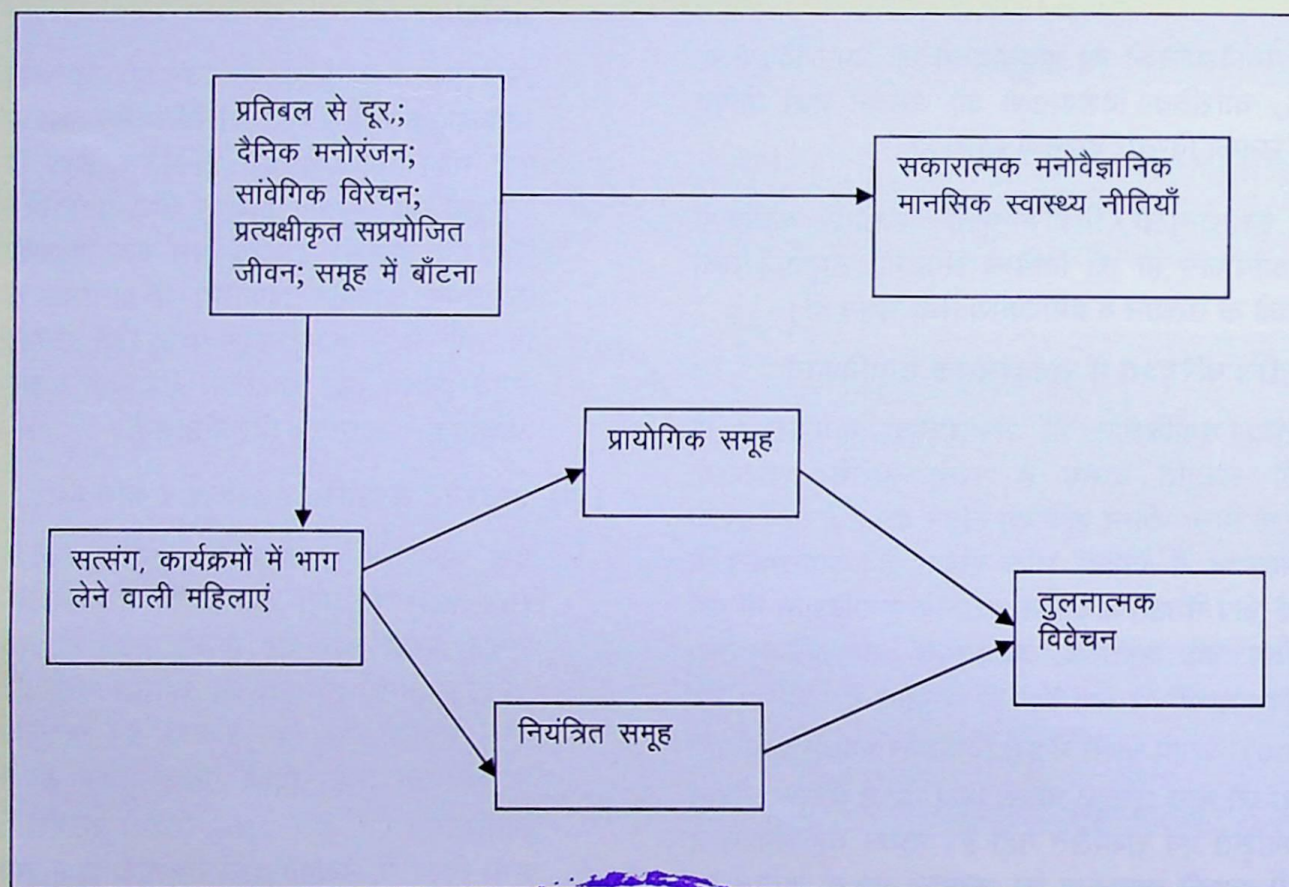 प्रतिबल से दूर,;
दैनिक मनोरंजन;
सांवेगिक विरेचन;
प्रत्यक्षीकृत सप्रयोजित
जीवन; समूह में बाँटना
सकारात्मक मनोवैज्ञानिक
मानसिक स्वास्थ्य नीतियाँ
प्रायोगिक समूह
सत्संग, कार्यक्रमों में भाग
लेने वाली महिलाएं
तुलनात्मक
विवेचन
नियंत्रित समूह